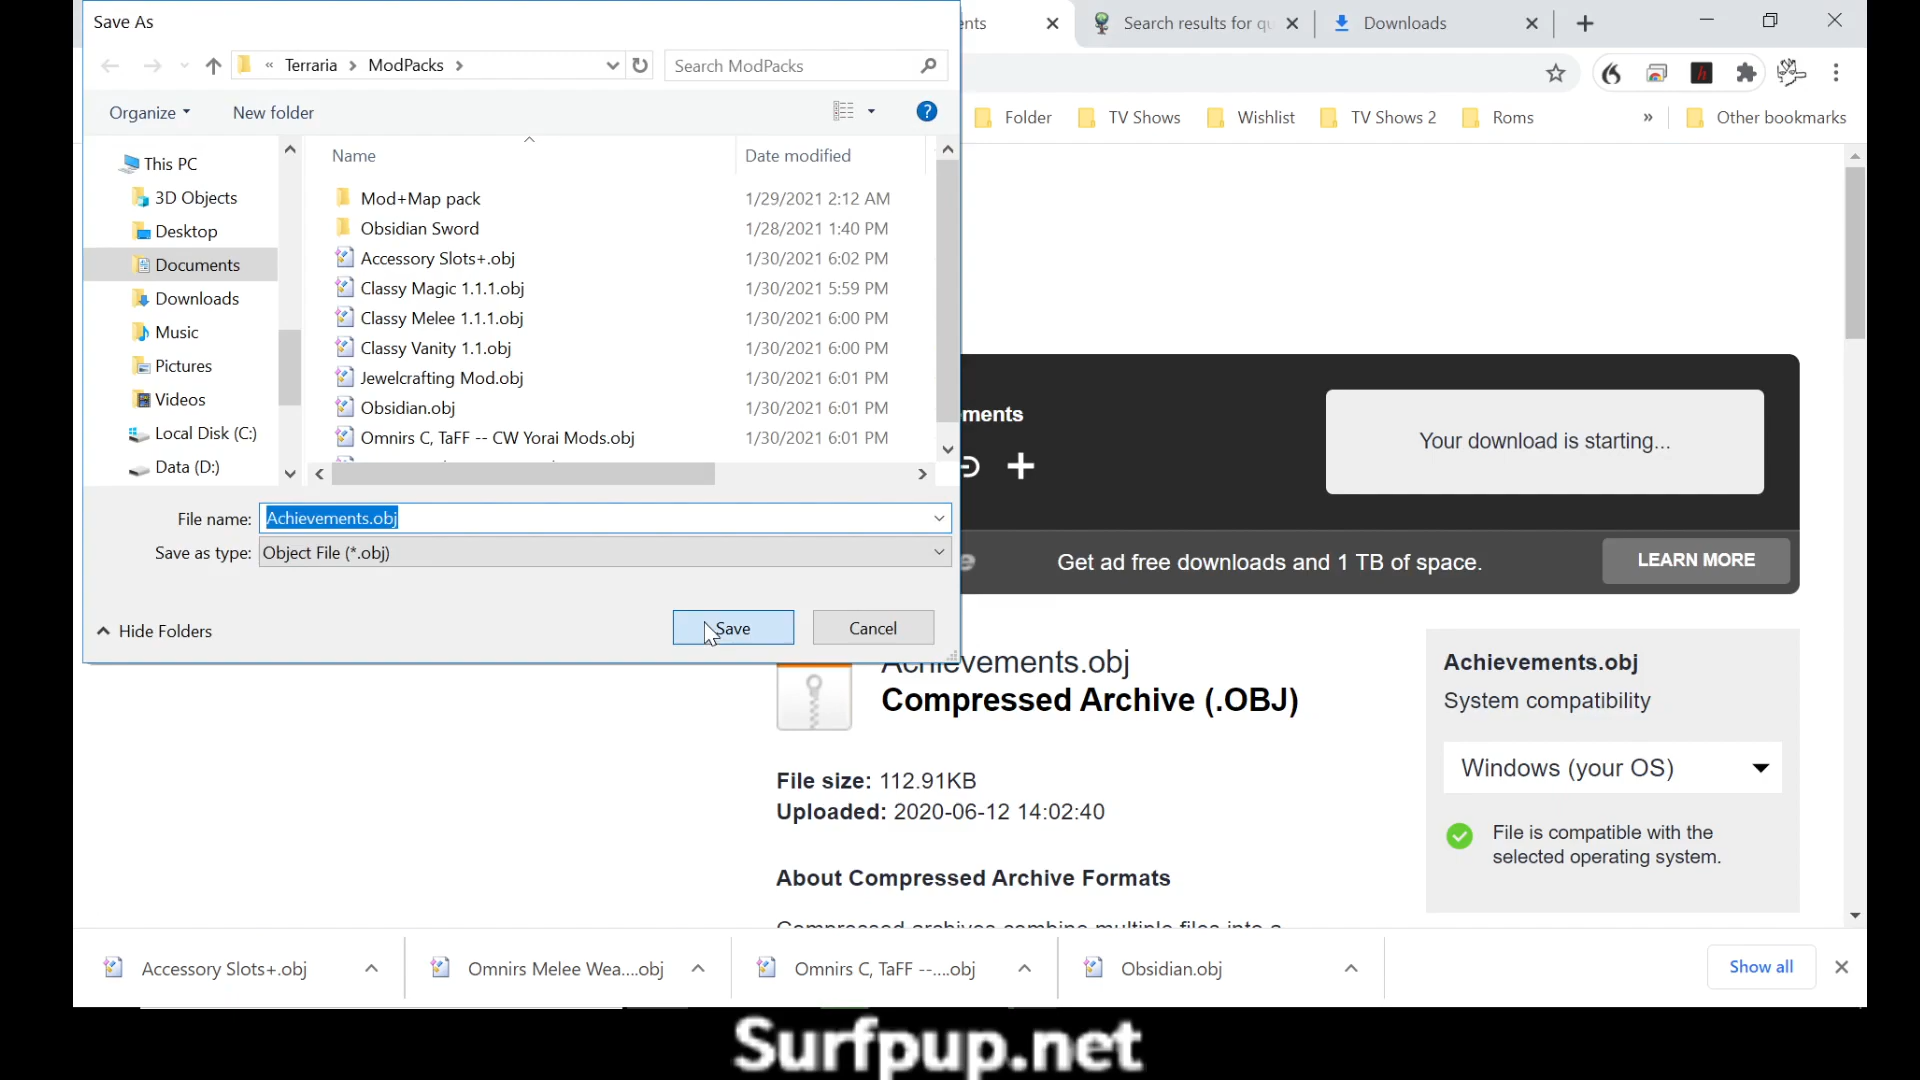 Save As
« Terraria > ModPacks >
Search ModPacks
Organize
New folder
?
This PC
3D Objects
Desktop
Documents
Downloads
Music
Pictures
Videos
Local Disk (C:)
Data (D:)
Name Date modified
Mod+Map pack 1/29/2021 2:12 AM
Obsidian Sword 1/28/2021 1:40 PM
Accessory Slots+.obj 1/30/2021 6:02 PM
Classy Magic 1.1.1.obj 1/30/2021 5:59 PM
Classy Melee 1.1.1.obj 1/30/2021 6:00 PM
Classy Vanity 1.1.obj 1/30/2021 6:00 PM
Jewelcrafting Mod.obj 1/30/2021 6:01 PM
Obsidian.obj 1/30/2021 6:01 PM
Omnirs C, TaFF -- CW Yorai Mods.obj 1/30/2021 6:01 PM
File name: Achievements.obj
Save as type: Object File (*.obj)
Hide Folders
Save
Cancel
ents
Search results for qu
Downloads
h
Folder
TV Shows
Wishlist
TV Shows 2
Roms
»
Other bookmarks
ments
Your download is starting...
e
Get ad free downloads and 1 TB of space.
LEARN MORE
Achievements.obj
Compressed Archive (.OBJ)
File size: 112.91KB
Uploaded: 2020-06-12 14:02:40
About Compressed Archive Formats
Compressed archives combine multiple files into a
Achievements.obj
System compatibility
Windows (your OS)
File is compatible with the
selected operating system.
Accessory Slots+.obj
Omnirs Melee Wea....obj
Omnirs C, TaFF --....obj
Obsidian.obj
Show all
Surfpup.net